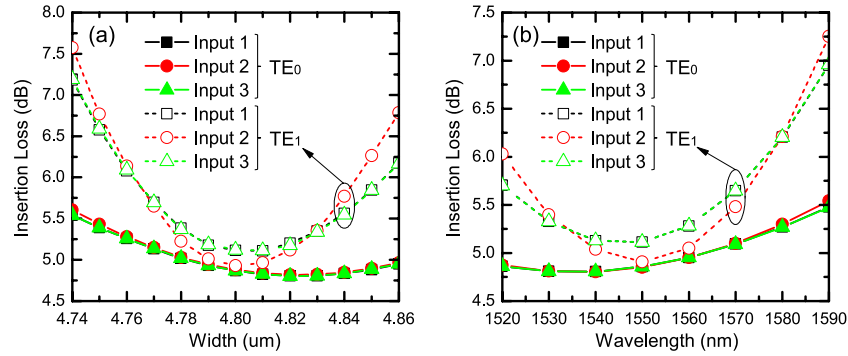 (a)
Input 1
Input 2
Input 3
TE0
Input 1
Input 2
Input 3
TE1
8.0
7.5
7.0
6.5
6.0
5.5
5.0
4.5
Insertion Loss (dB)
4.74 4.76 4.78 4.80 4.82 4.84 4.86
Width (um)
(b)
Input 1
Input 2
Input 3
TE0
Input 1
Input 2
Input 3
TE1
7.5
7.0
6.5
6.0
5.5
5.0
4.5
Insertion Loss (dB)
1520 1530 1540 1550 1560 1570 1580 1590
Wavelength (nm)